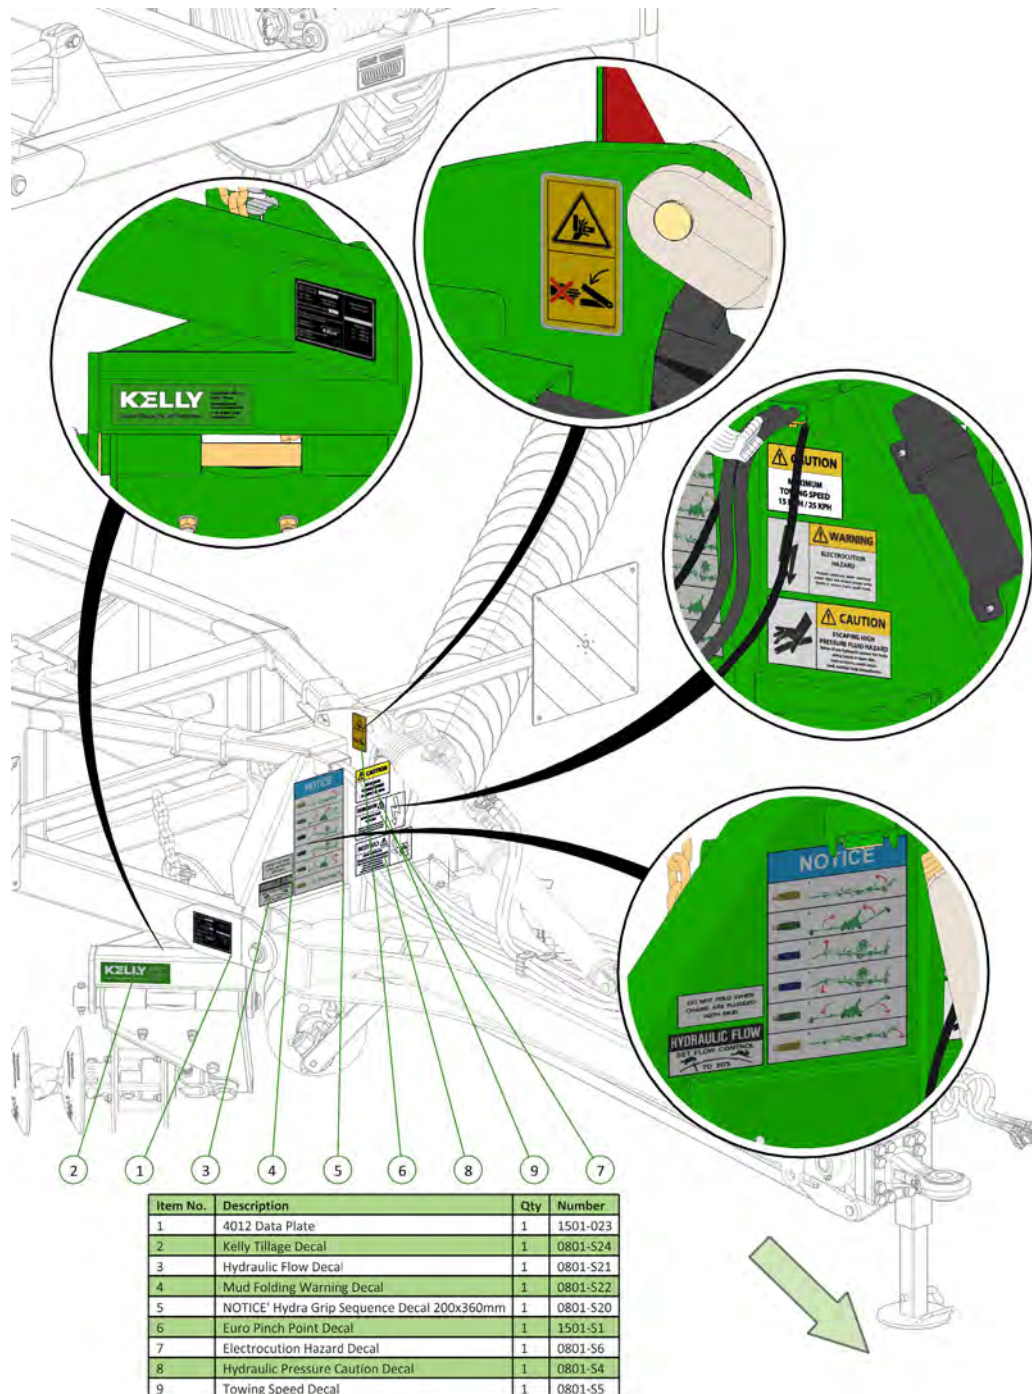 KELLY
KELLY
CAUTION
MAXIMUM
TOWING SPEED
15 MPH / 25 KPH
WARNING
ELECTROCUTION
HAZARD
CAUTION
ESCAPING HIGH
PRESSURE FLUID HAZARD
NOTICE
CAUTION
KELLY
NOTICE
DO NOT FOLD WHEN
CHAINS ARE PLUGGED
WITH MUD
HYDRAULIC FLOW
SET FLOW CONTROL
TO 20%
2 1 3 4 5 6 8 9 7
Item No. Description Qty Number
1 4012 Data Plate 1 1501-023
2 Kelly Tillage Decal 1 0801-S24
3 Hydraulic Flow Decal 1 0801-S21
4 Mud Folding Warning Decal 1 0801-S22
5 NOTICE' Hydra Grip Sequence Decal 200x360mm 1 0801-S20
6 Euro Pinch Point Decal 1 1501-S1
7 Electrocution Hazard Decal 1 0801-S6
8 Hydraulic Pressure Caution Decal 1 0801-S4
9 Towing Speed Decal 1 0801-S5